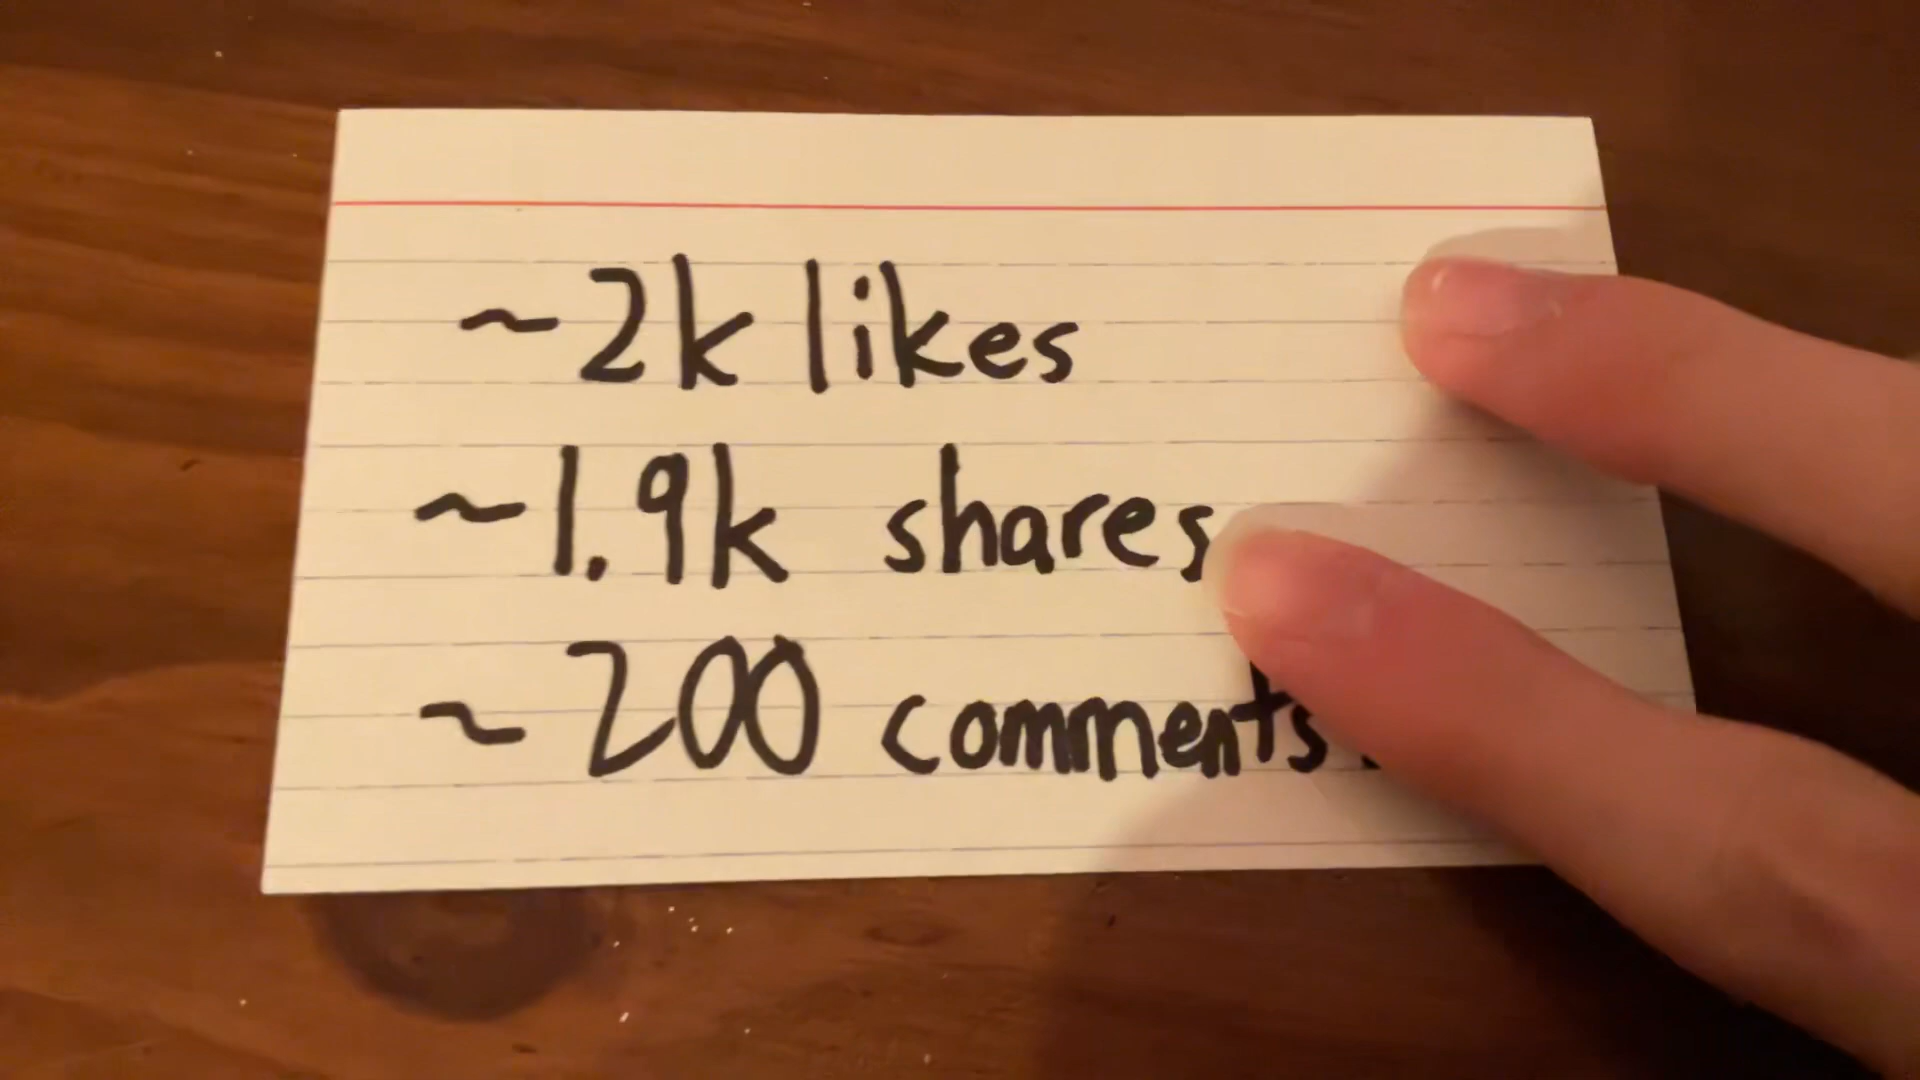 ~2k likes
~1.9k shares
~200 comments